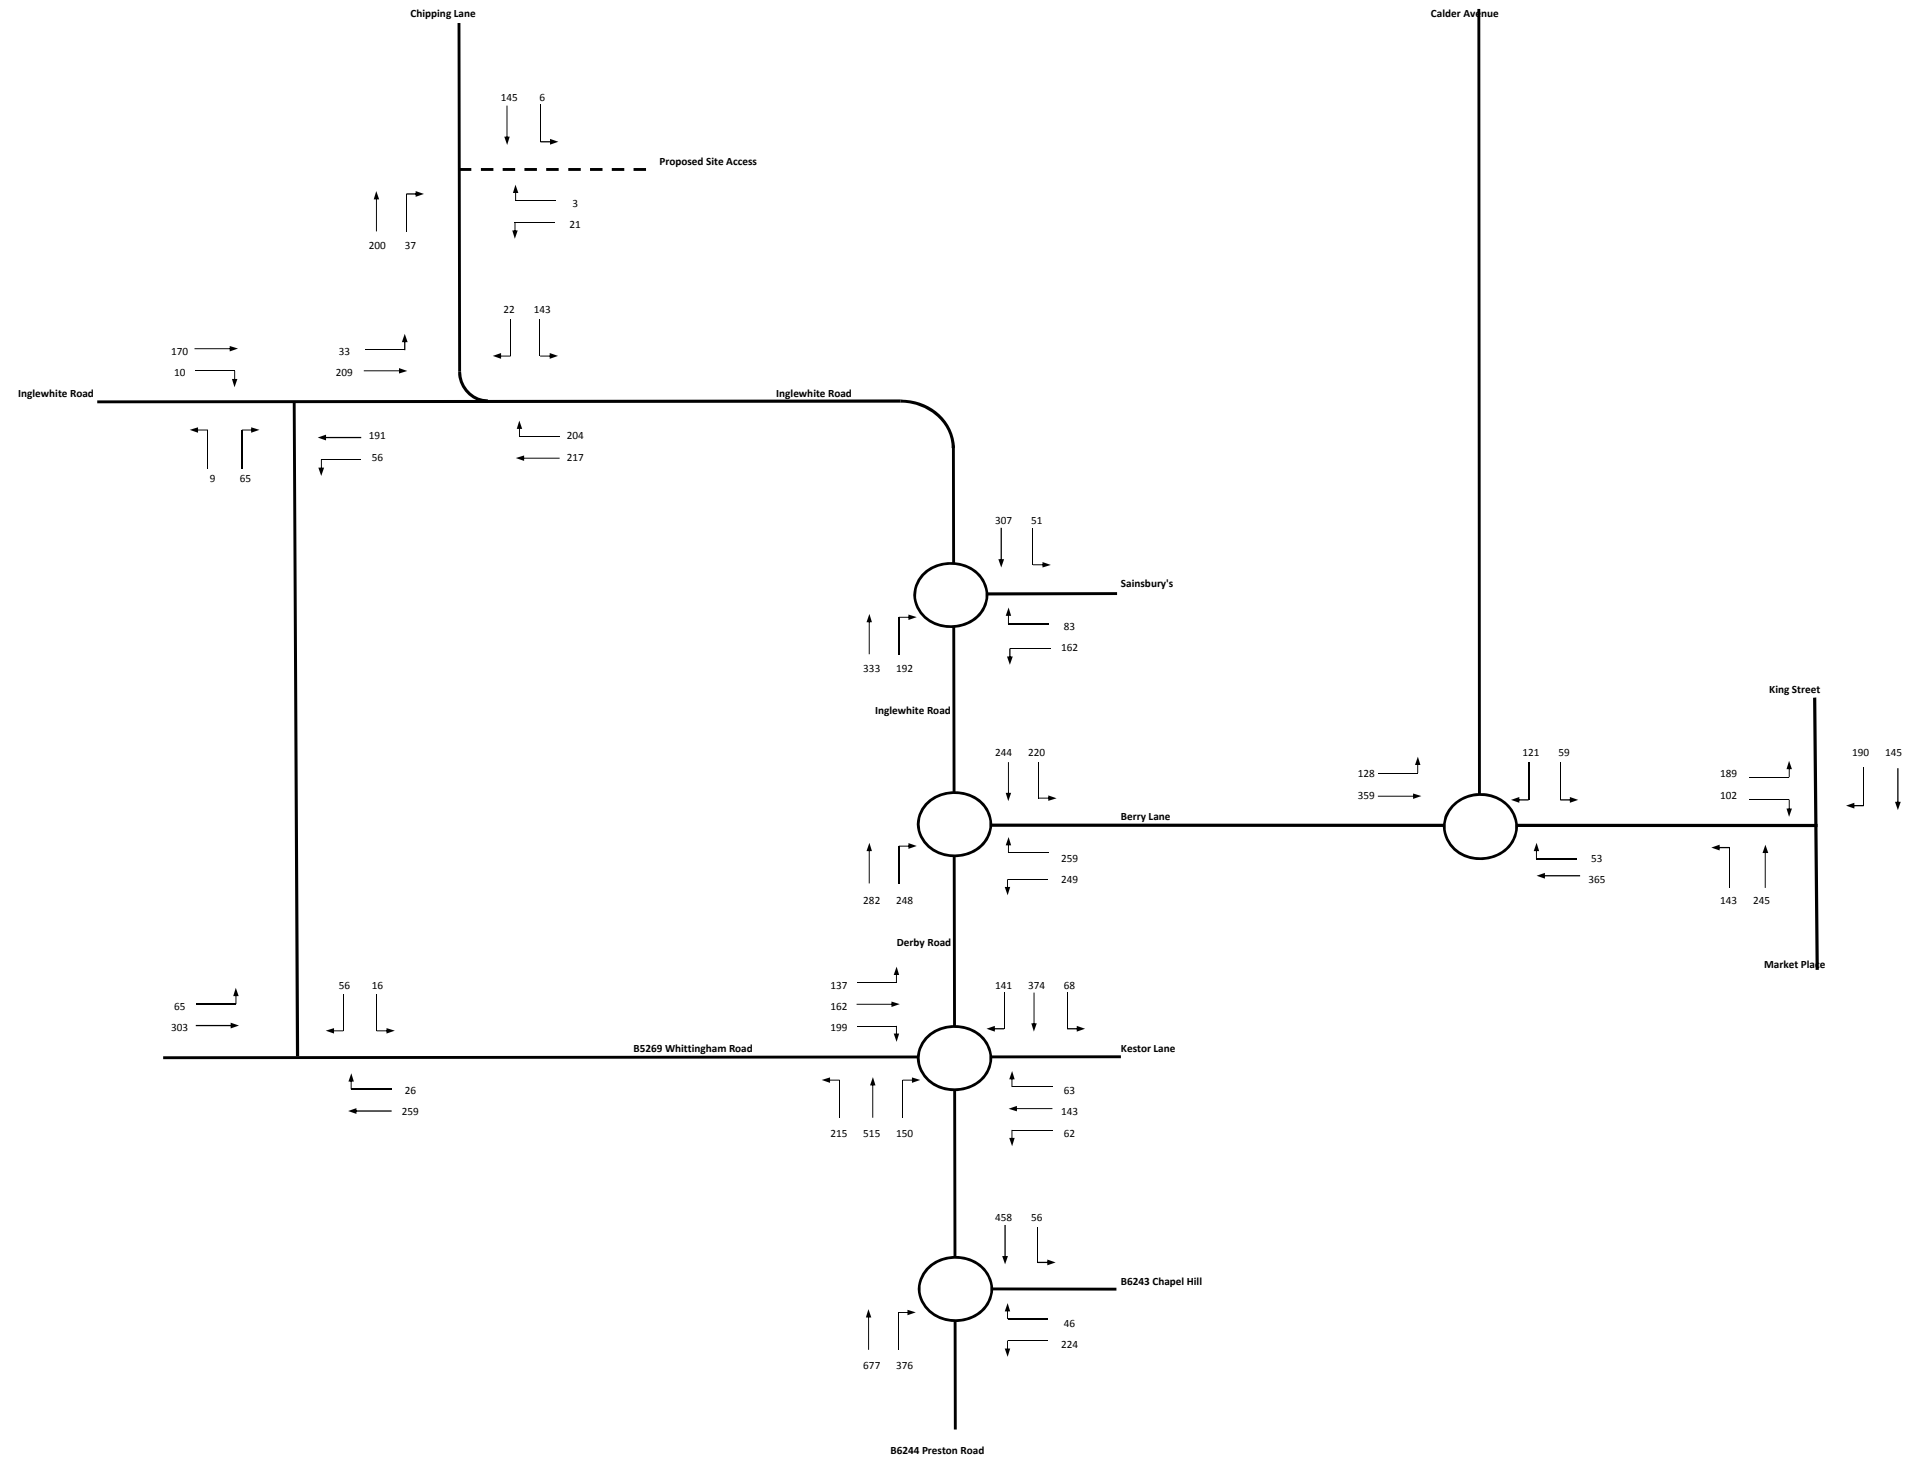 Chipping Lane
Calder Avenue
145 6
Proposed Site Access
3
21
200 37
22 143
170
10
33
209
Inglewhite Road
Inglewhite Road
191
56
204
217
9 65
307 51
Sainsbury's
83
162
333 192
King Street
Inglewhite Road
244 220
121 59
190 145
128
359
189
102
Berry Lane
259
249
53
365
282 248
143 245
Derby Road
Market Place
137
162
199
141 374 68
56 16
65
303
B5269 Whittingham Road
Kestor Lane
26
259
63
143
62
215 515 150
458 56
B6243 Chapel Hill
46
224
677 376
B6244 Preston Road